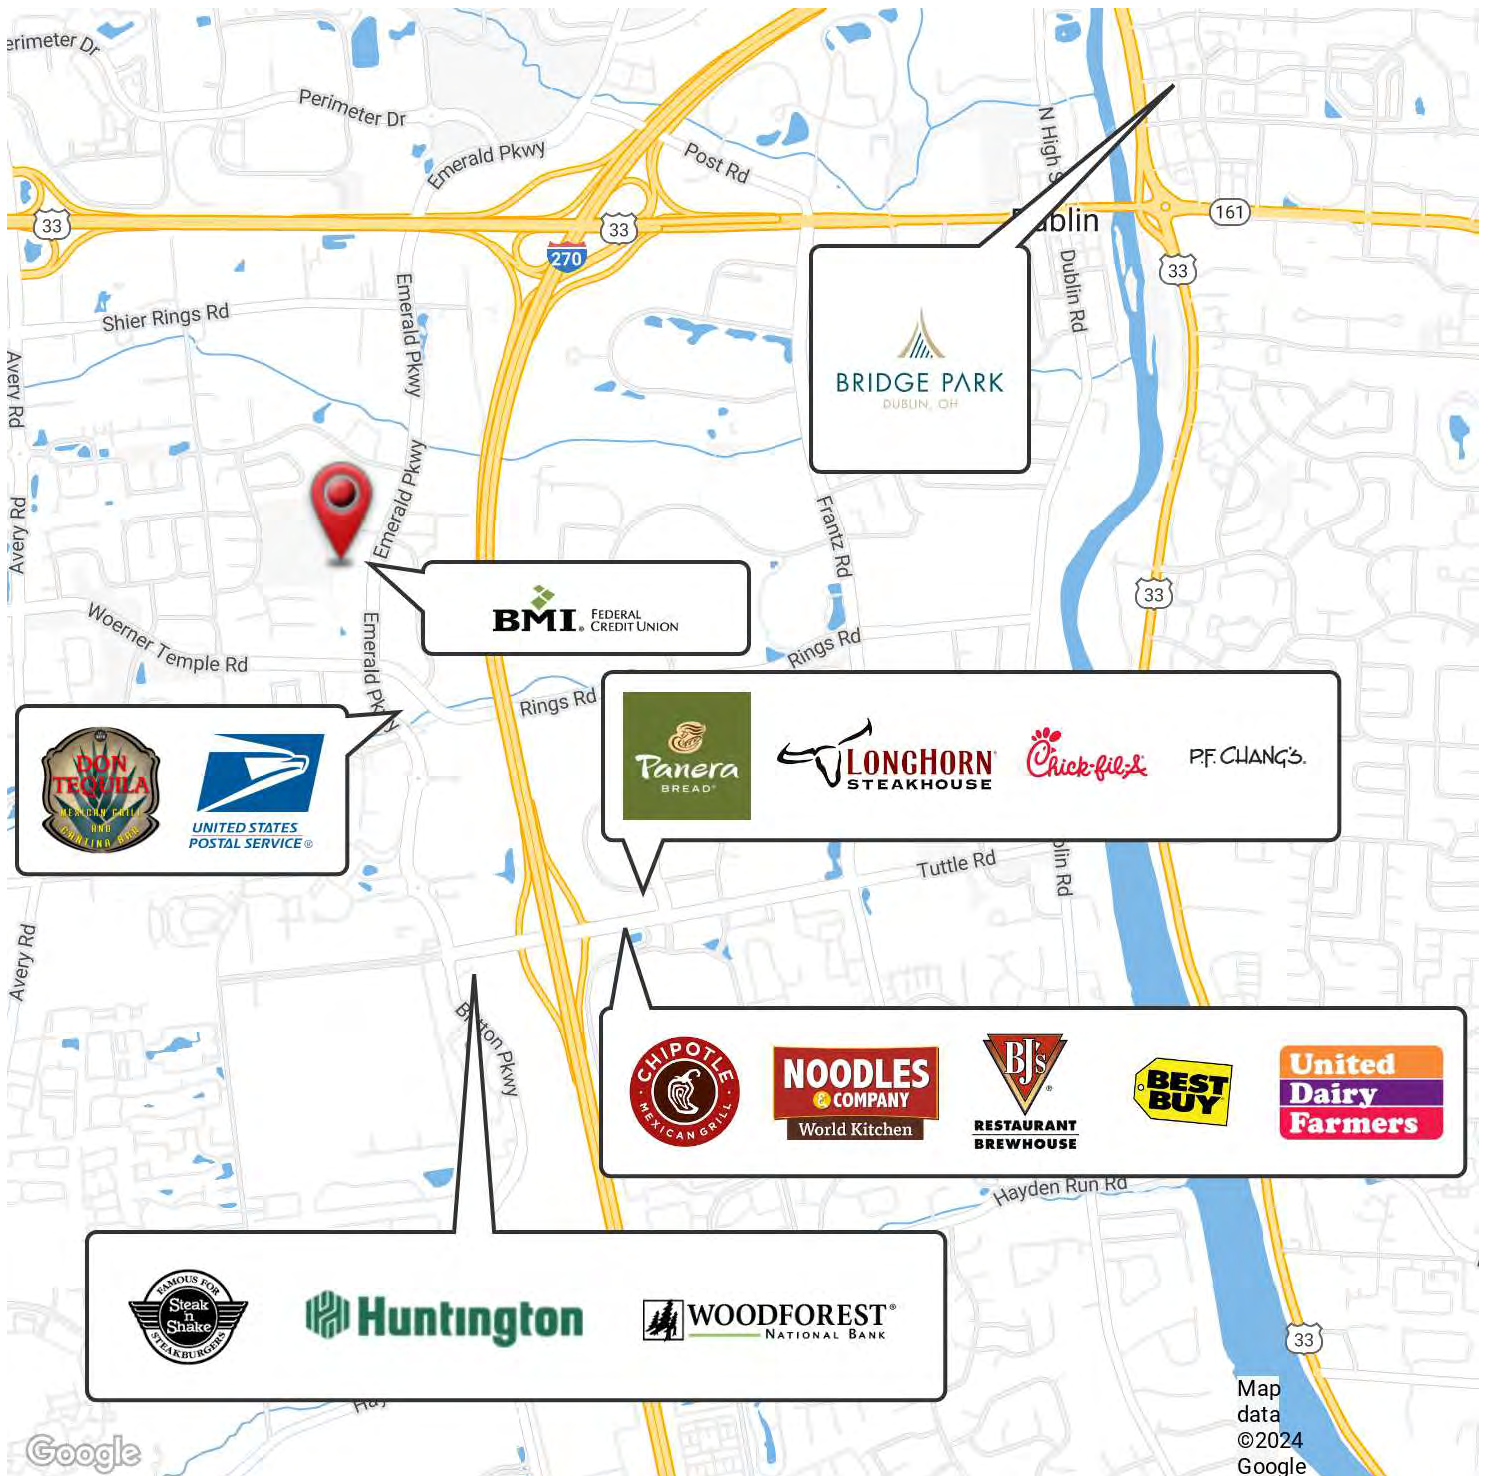 erimeter Dr
Perimeter Dr
Emerald Pkwy
Post Rd
N High S
33
33
270
Dublin
161
33
Shier Rings Rd
Emerald Pkwy
Dublin Rd
Avery Rd
BRIDGE PARK
DUBLIN, OH
Emerald Pkwy
Avery Rd
Frantz Rd
33
BMI® FEDERAL
CREDIT UNION
Woerner Temple Rd
Emerald Pkwy
Rings Rd
Rings Rd
DON
TEQUILA
MEXICAN GRILL
AND
CANTINA BAR
UNITED STATES
POSTAL SERVICE®
Panera
BREAD®
LONGHORN®
STEAKHOUSE
Chick-fil-A
P.F. CHANG'S®
Tuttle Rd
blin Rd
Avery Rd
Britton Pkwy
CHIPOTLE
MEXICAN GRILL
NOODLES
& COMPANY
World Kitchen
BJ's®
RESTAURANT
BREWHOUSE
BEST
BUY
United
Dairy
Farmers
Hayden Run Rd
FAMOUS FOR
Steak
n
Shake
STEAKBURGERS
Huntington
WOODFOREST®
NATIONAL BANK
33
Hay
Google
Map
data
©2024
Google